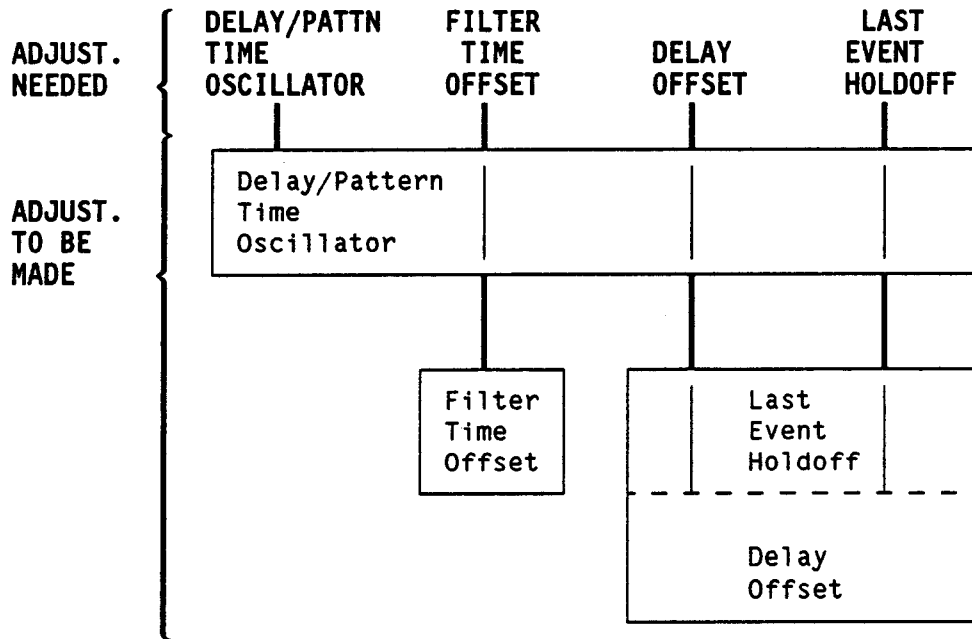 ADJUST.
NEEDED
DELAY/PATTN
TIME
OSCILLATOR
FILTER
TIME
OFFSET
DELAY
OFFSET
LAST
EVENT
HOLDOFF
ADJUST.
TO BE
MADE
Delay/Pattern
Time
Oscillator
Filter
Time
Offset
Last
Event
Holdoff
Delay
Offset